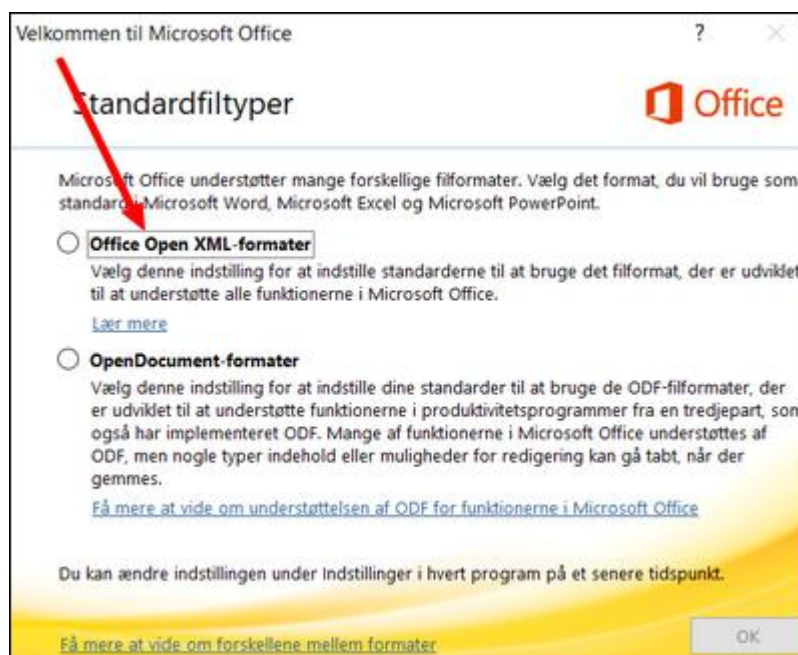 Velkommen til Microsoft Office
?
Standardfiltyper
Office
Microsoft Office understøtter mange forskellige filformater. Vælg det format, du vil bruge som
standard i Microsoft Word, Microsoft Excel og Microsoft PowerPoint.
Office Open XML-formater
Vælg denne indstilling for at indstille standarderne til at bruge det filformat, der er udviklet
til at understøtte alle funktionerne i Microsoft Office.
Lær mere
OpenDocument-formater
Vælg denne indstilling for at indstille dine standarder til at bruge de ODF-filformater, der
er udviklet til at understøtte funktionerne i produktivitetsprogrammer fra en tredjepart, som
også har implementeret ODF. Mange af funktionerne i Microsoft Office understøttes af
ODF, men nogle typer indehold eller muligheder for redigering kan gå tabt, når der
gemmes.
Få mere at vide om understøttelsen af ODF for funktionerne i Microsoft Office
Du kan ændre indstillingen under Indstillinger i hvert program på et senere tidspunkt.
Få mere at vide om forskellene mellem formater
OK